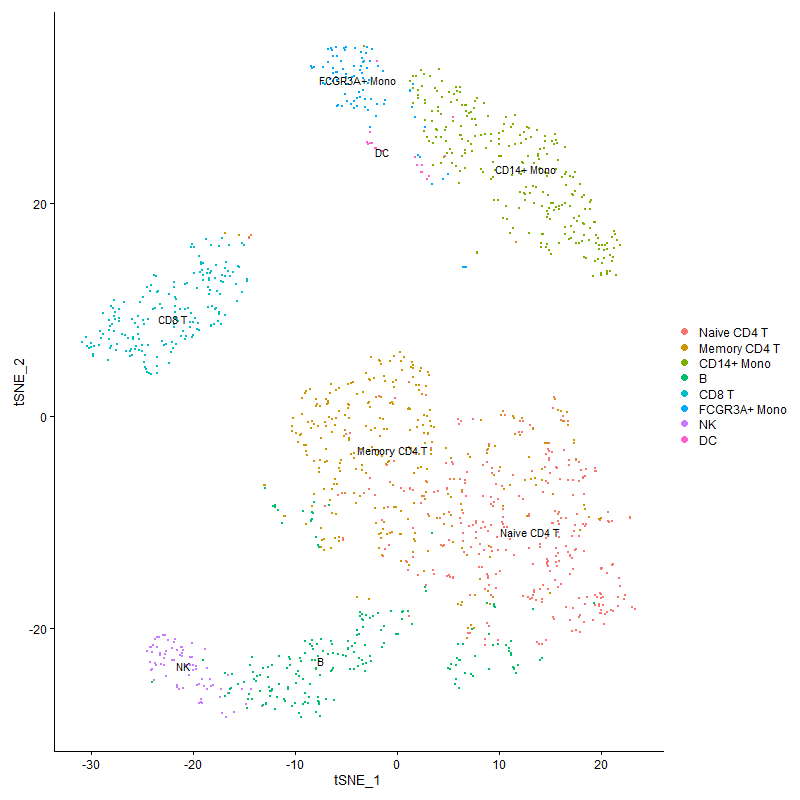 FCGR3A+ Mono
DC
CD14+ Mono
CD8 T
Memory CD4 T
Naive CD4 T
NK
B
20
0
-20
tSNE_2
-30
-20
-10
0
10
20
tSNE_1
Naive CD4 T
Memory CD4 T
CD14+ Mono
B
CD8 T
FCGR3A+ Mono
NK
DC